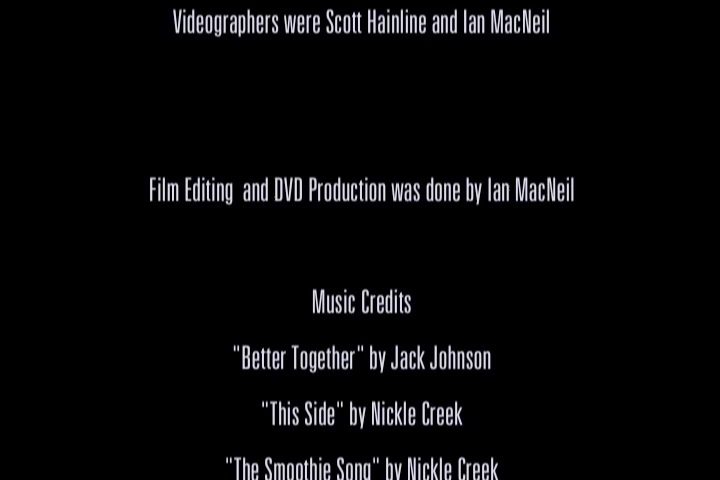 Videographers were Scott Hainline and Ian MacNeil
Film Editing  and DVD Production was done by Ian MacNeil
Music Credits
"Better Together" by Jack Johnson
"This Side" by Nickle Creek
"The Smoothie Song" by Nickle Creek